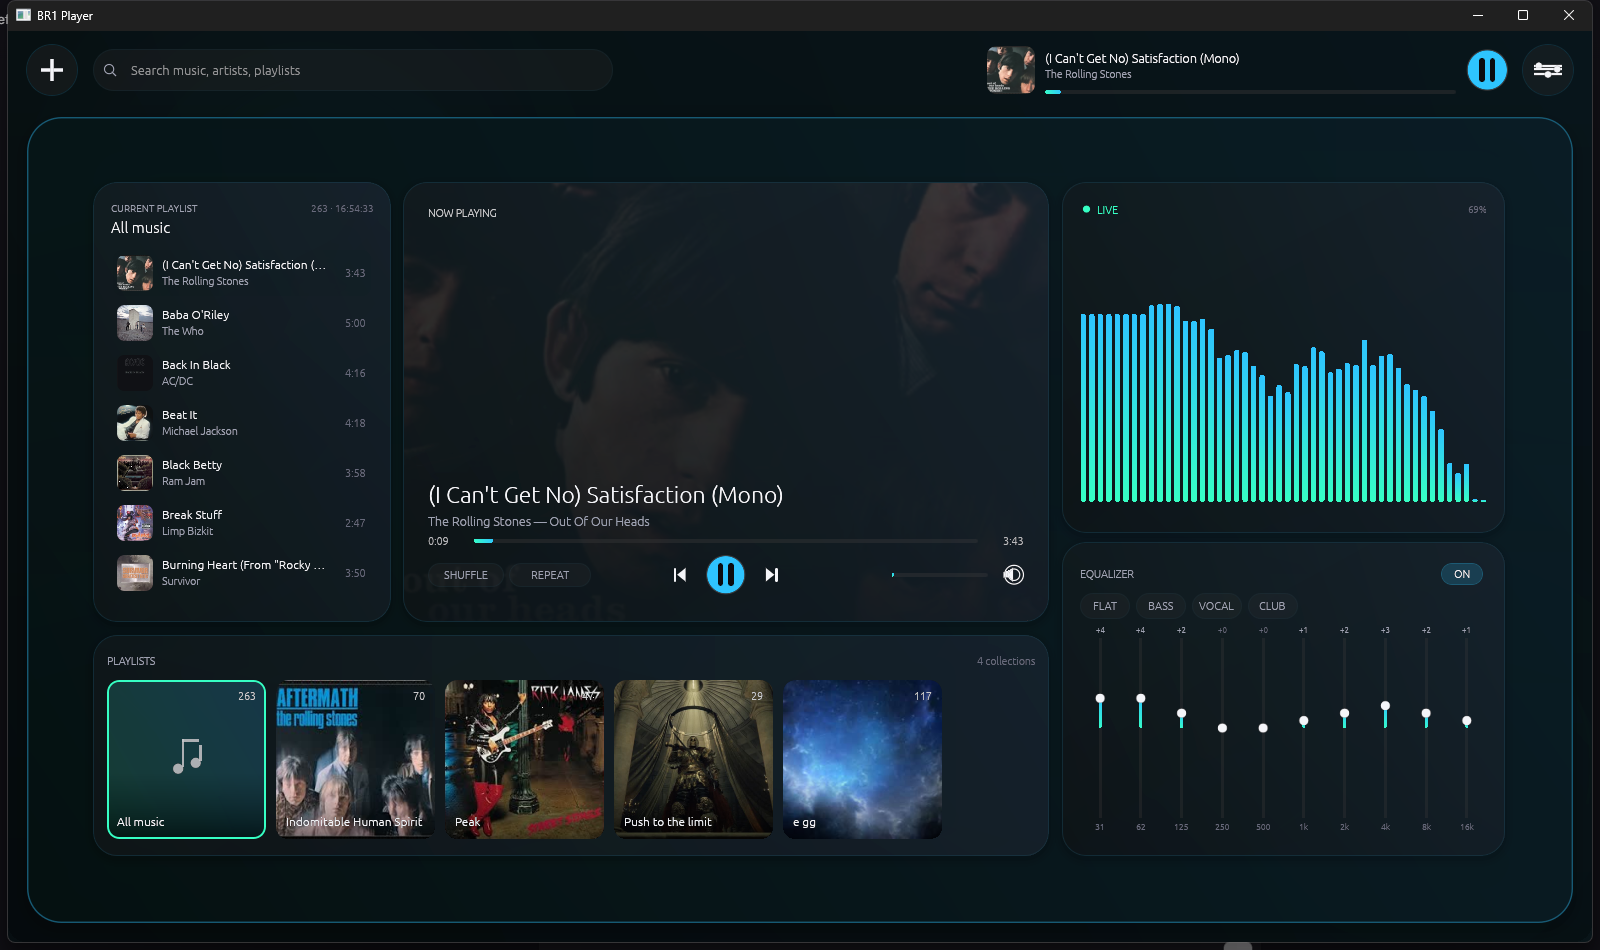 BR1 Player
Search music, artists, playlists
(I Can't Get No) Satisfaction (Mono)
The Rolling Stones
CURRENT PLAYLIST
263 · 16:54:33
All music
(I Can't Get No) Satisfaction (...
3:43
The Rolling Stones
Baba O'Riley
5:00
The Who
Back In Black
4:16
AC/DC
Beat It
4:18
Michael Jackson
Black Betty
3:58
Ram Jam
Break Stuff
2:47
Limp Bizkit
Burning Heart (From "Rocky ...
3:50
Survivor
NOW PLAYING
(I Can't Get No) Satisfaction (Mono)
The Rolling Stones — Out Of Our Heads
0:09
3:43
SHUFFLE
REPEAT
out of
our heads
LIVE
69%
EQUALIZER
ON
FLAT
BASS
VOCAL
CLUB
+4 +4 +2 +0 +0 +1 +2 +3 +2 +1
31 62 125 250 500 1k 2k 4k 8k 16k
PLAYLISTS
4 collections
263
All music
70
AFTERMATH
the rolling stones
Indomitable Human Spirit
RICK JAMES
Peak
29
Push to the limit
117
e gg